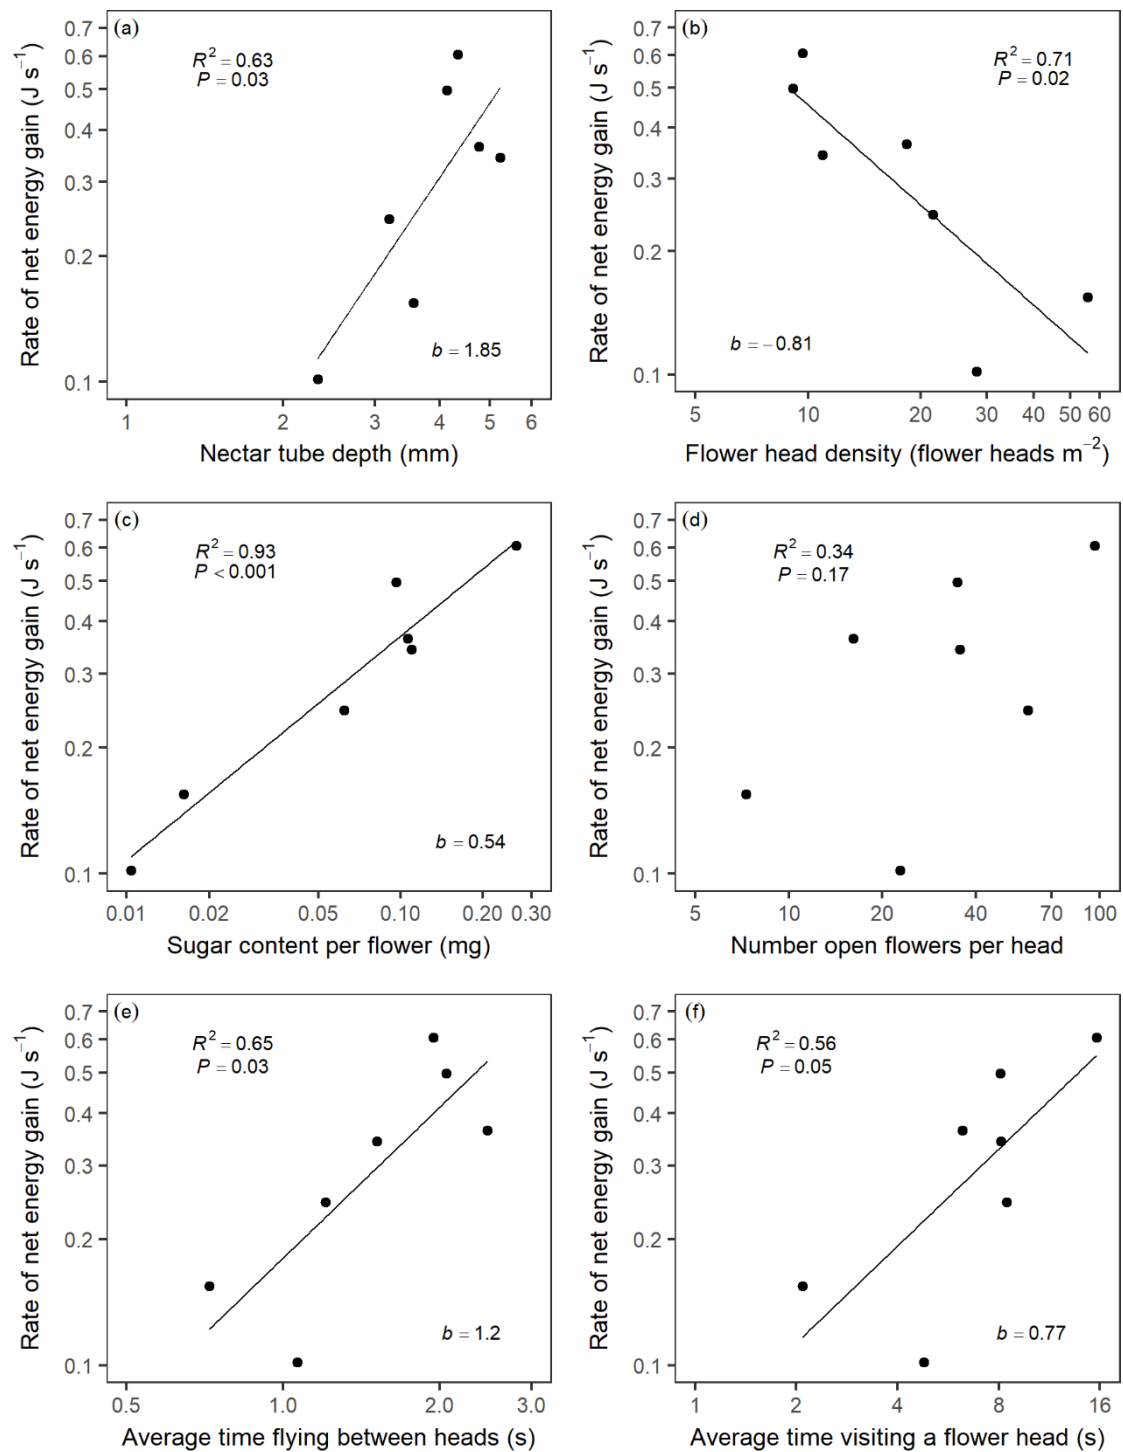 (a)
R² = 0.63
P = 0.03
b = 1.85
0.7
0.6
0.5
0.4
0.3
0.2
0.1
1 2 3 4 5 6
Rate of net energy gain (J s⁻¹)
Nectar tube depth (mm)
(b)
R² = 0.71
P = 0.02
b = −0.81
0.7
0.6
0.5
0.4
0.3
0.2
0.1
5 10 20 30 40 50 60
Rate of net energy gain (J s⁻¹)
Flower head density (flower heads m⁻²)
(c)
R² = 0.93
P < 0.001
b = 0.54
0.7
0.6
0.5
0.4
0.3
0.2
0.1
0.01 0.02 0.05 0.10 0.20 0.30
Rate of net energy gain (J s⁻¹)
Sugar content per flower (mg)
(d)
R² = 0.34
P = 0.17
0.7
0.6
0.5
0.4
0.3
0.2
0.1
5 10 20 40 70 100
Rate of net energy gain (J s⁻¹)
Number open flowers per head
(e)
R² = 0.65
P = 0.03
b = 1.2
0.7
0.6
0.5
0.4
0.3
0.2
0.1
0.5 1.0 2.0 3.0
Rate of net energy gain (J s⁻¹)
Average time flying between heads (s)
(f)
R² = 0.56
P = 0.05
b = 0.77
0.7
0.6
0.5
0.4
0.3
0.2
0.1
1 2 4 8 16
Rate of net energy gain (J s⁻¹)
Average time visiting a flower head (s)